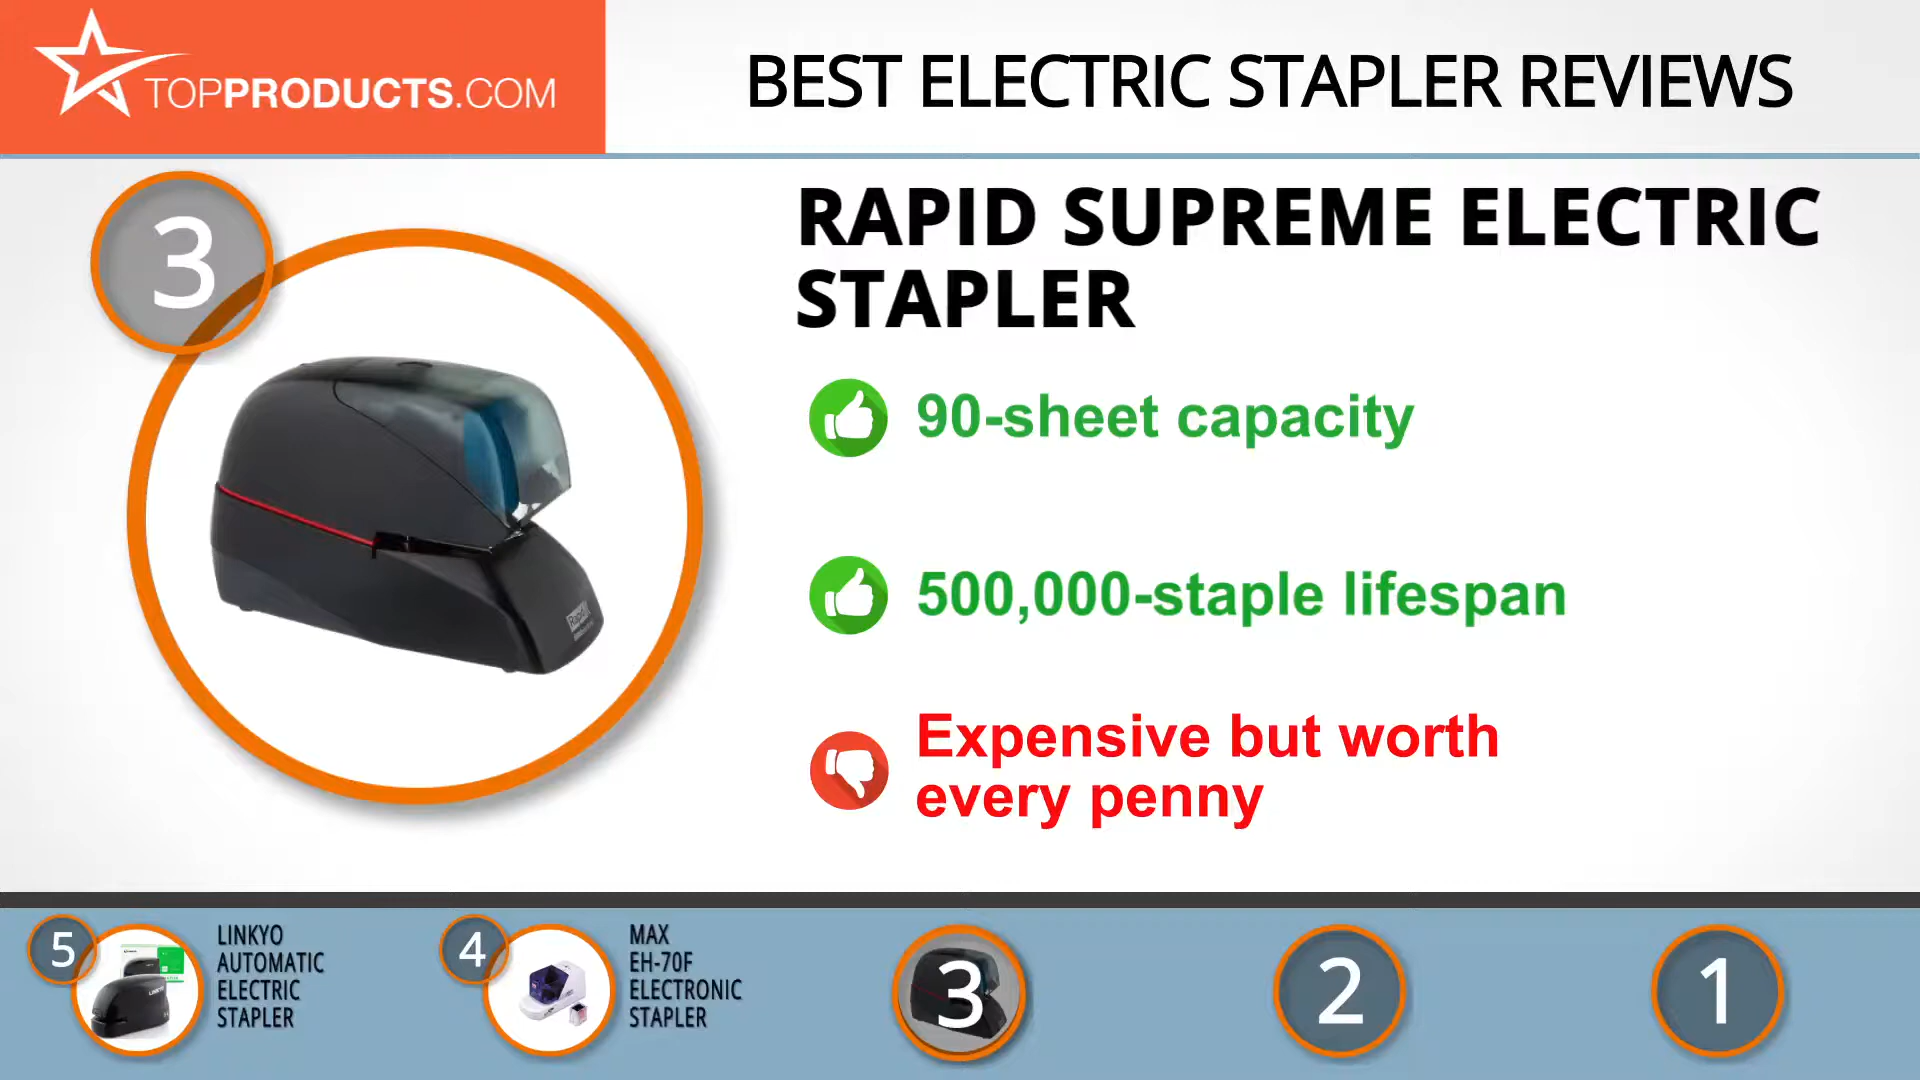 TOPPRODUCTS.COM
BEST ELECTRIC STAPLER REVIEWS
3
RAPID SUPREME ELECTRIC
STAPLER
90-sheet capacity
500,000-staple lifespan
Expensive but worth
every penny
5
LINKYO
AUTOMATIC
ELECTRIC
STAPLER
4
MAX
EH-70F
ELECTRONIC
STAPLER
3
2
1